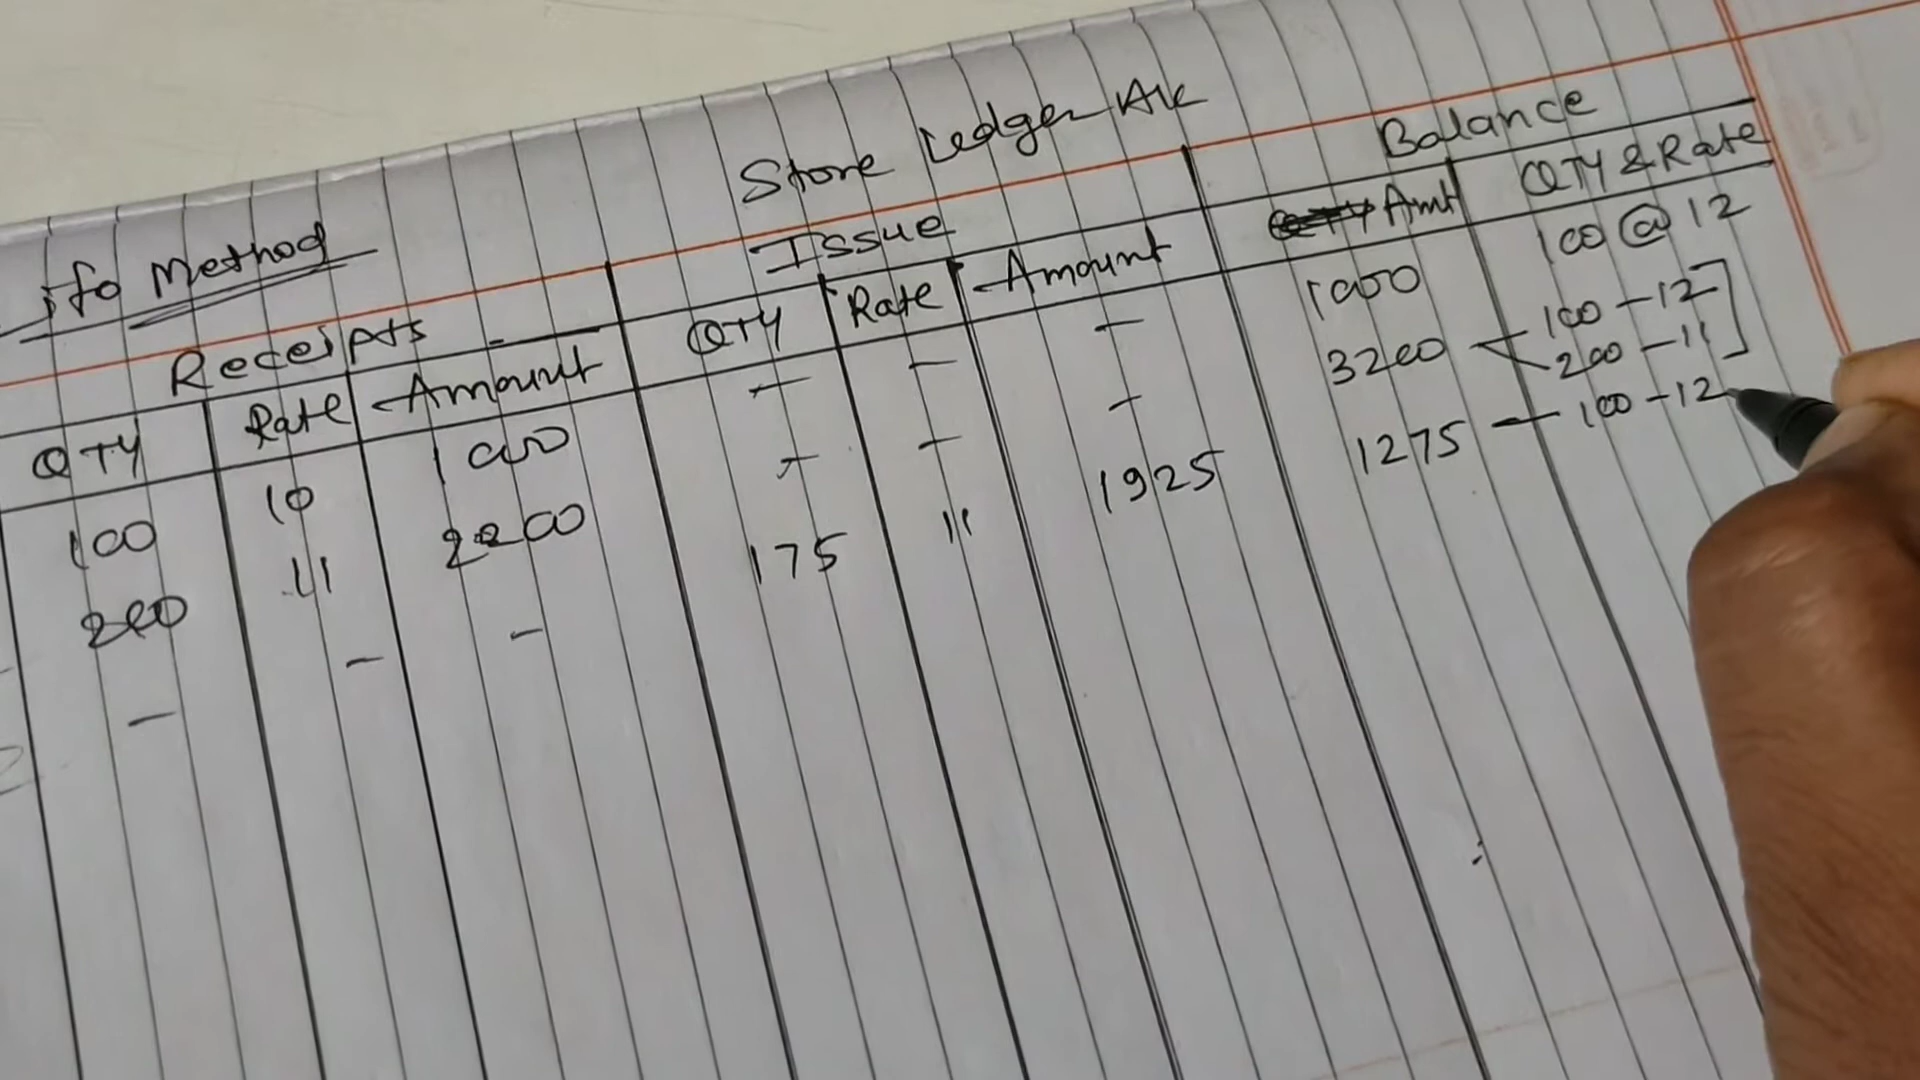 Store Ledger A/c
ifo Method
Receipts Issue Balance
QTY Rate Amount QTY Rate Amount Amt QTY & Rate
100 10 1000 - - - 1000 100 @ 12
200 11 2200 - - - 3200 100 - 12
200 - 11
- - - 175 11 1925 1275 - 100 - 12